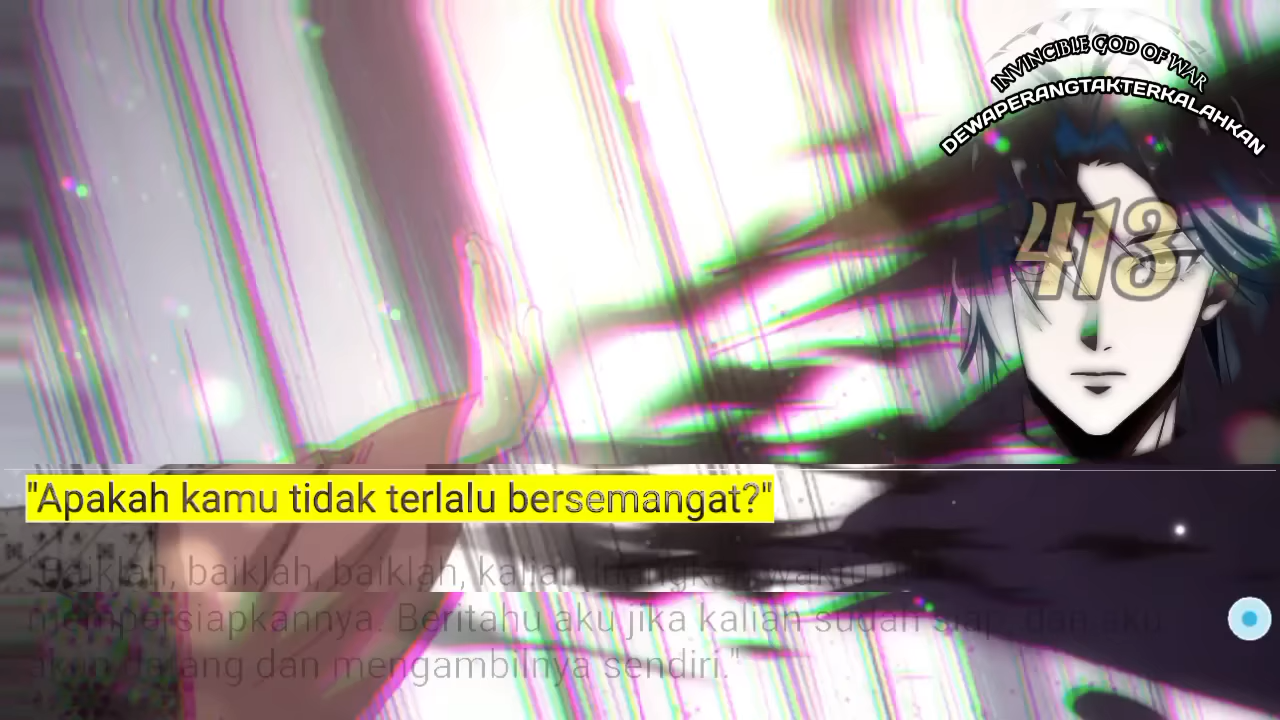 INVINCIBLE GOD OF WAR
DEWAPERANGTAKTERKALAHKAN
413
"Apakah kamu tidak terlalu bersemangat?"
"Baiklah, baiklah, baiklah, kalian
mempersiapkannya. Beritahu aku jika kalian sudah siap, dan aku
akan datang dan mengambilnya sendiri."